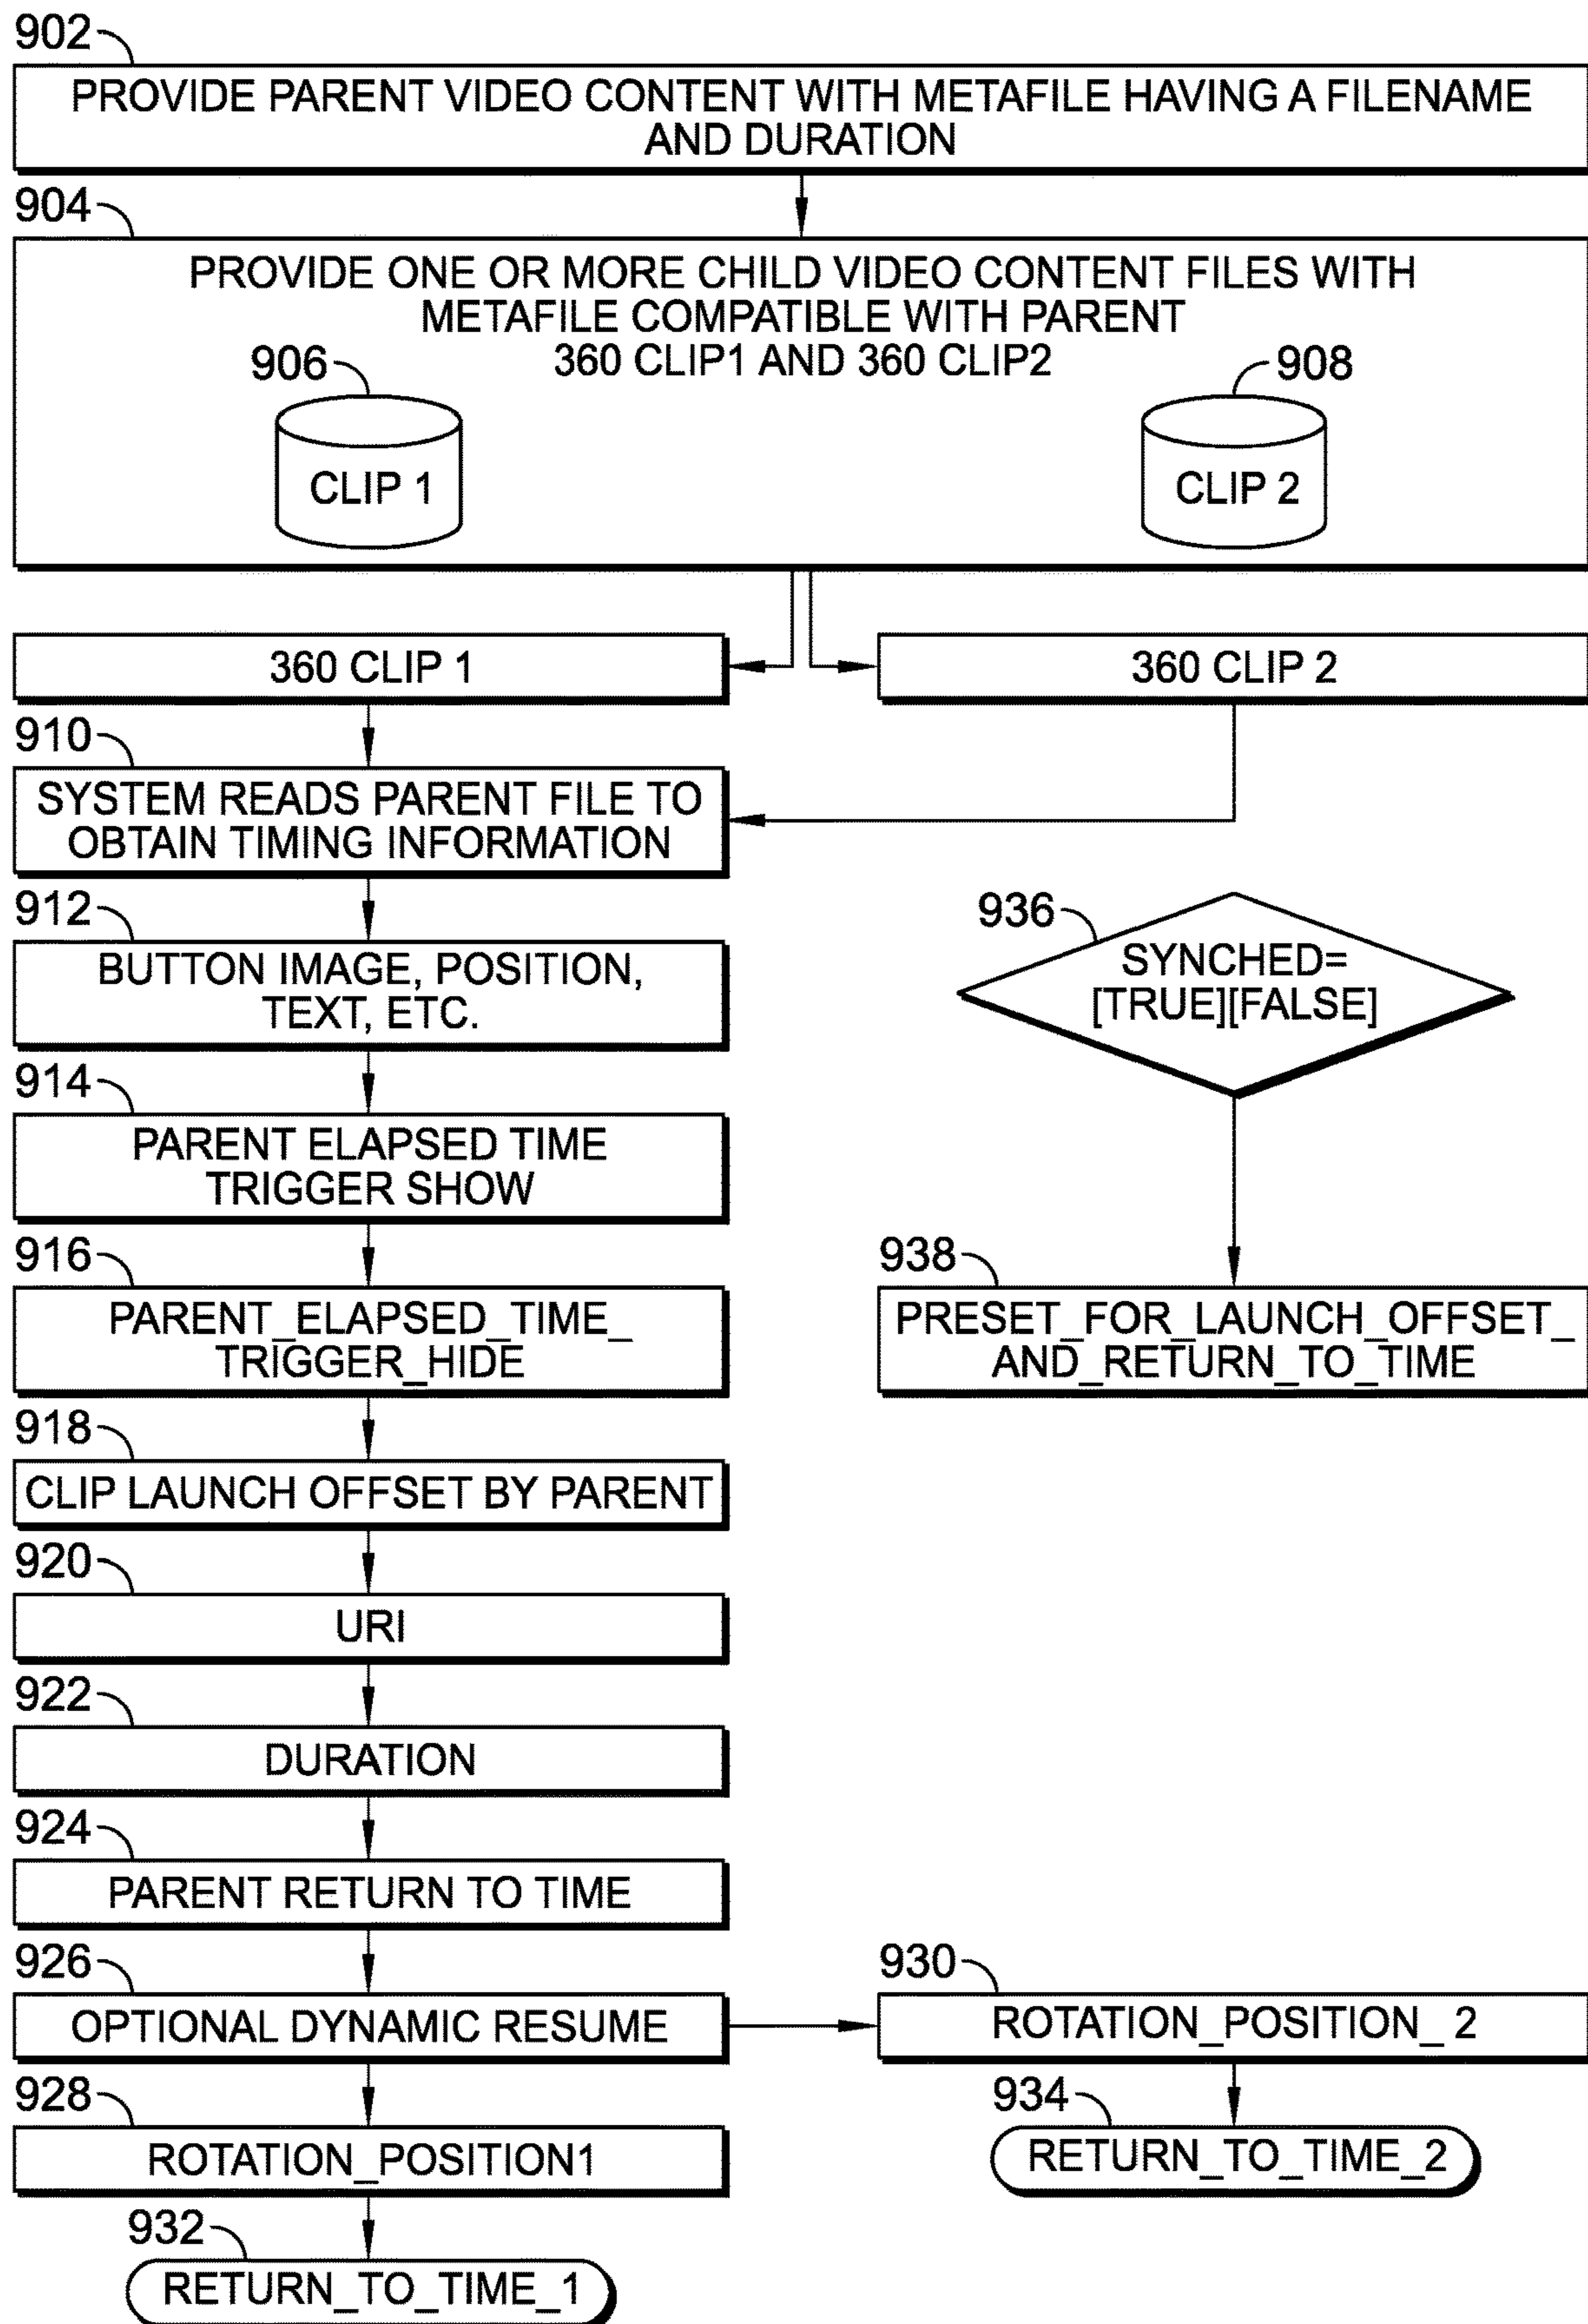 902
PROVIDE PARENT VIDEO CONTENT WITH METAFILE HAVING A FILENAME
AND DURATION
904
PROVIDE ONE OR MORE CHILD VIDEO CONTENT FILES WITH
METAFILE COMPATIBLE WITH PARENT
360 CLIP1 AND 360 CLIP2
906
908
CLIP 1
CLIP 2
360 CLIP 1
360 CLIP 2
910
SYSTEM READS PARENT FILE TO
OBTAIN TIMING INFORMATION
912
BUTTON IMAGE, POSITION,
TEXT, ETC.
936
SYNCHED=
[TRUE][FALSE]
914
PARENT ELAPSED TIME
TRIGGER SHOW
916
PARENT_ELAPSED_TIME_
TRIGGER_HIDE
938
PRESET_FOR_LAUNCH_OFFSET_
AND_RETURN_TO_TIME
918
CLIP LAUNCH OFFSET BY PARENT
920
URI
922
DURATION
924
PARENT RETURN TO TIME
926
OPTIONAL DYNAMIC RESUME
930
ROTATION_POSITION_ 2
928
ROTATION_POSITION1
934
RETURN_TO_TIME_2
932
RETURN_TO_TIME_1